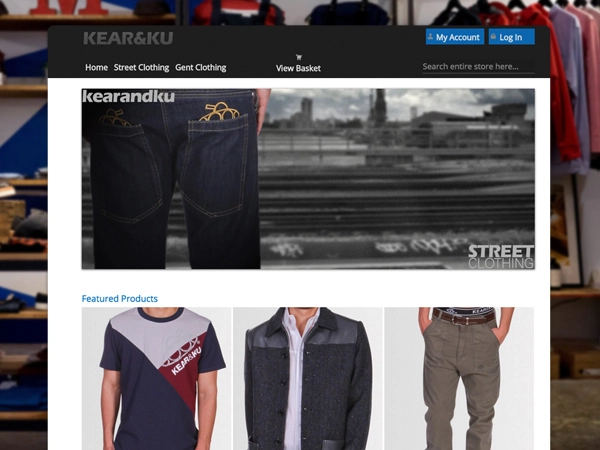 KEAR&KU
My Account
Log In
Home Street Clothing Gent Clothing
View Basket
Search entire store here...
kearandku
STREET
CLOTHING
Featured Products
KEAR&KU
KEAR&KU